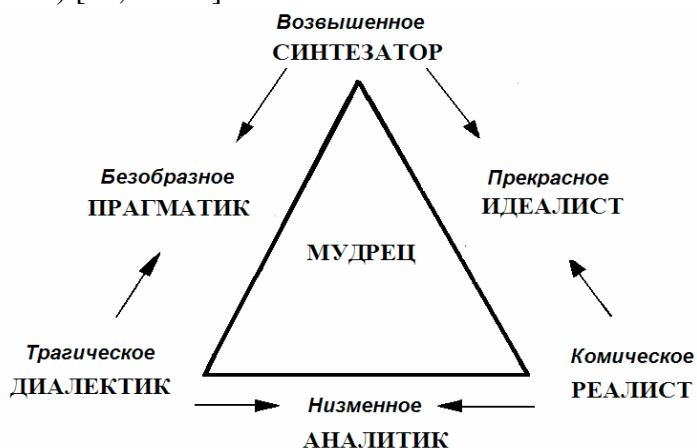 Возвышенное
СИНТЕЗАТОР
Безобразное
ПРАГМАТИК
Прекрасное
ИДЕАЛИСТ
МУДРЕЦ
Трагическое
ДИАЛЕКТИК
Комическое
РЕАЛИСТ
Низменное
АНАЛИТИК